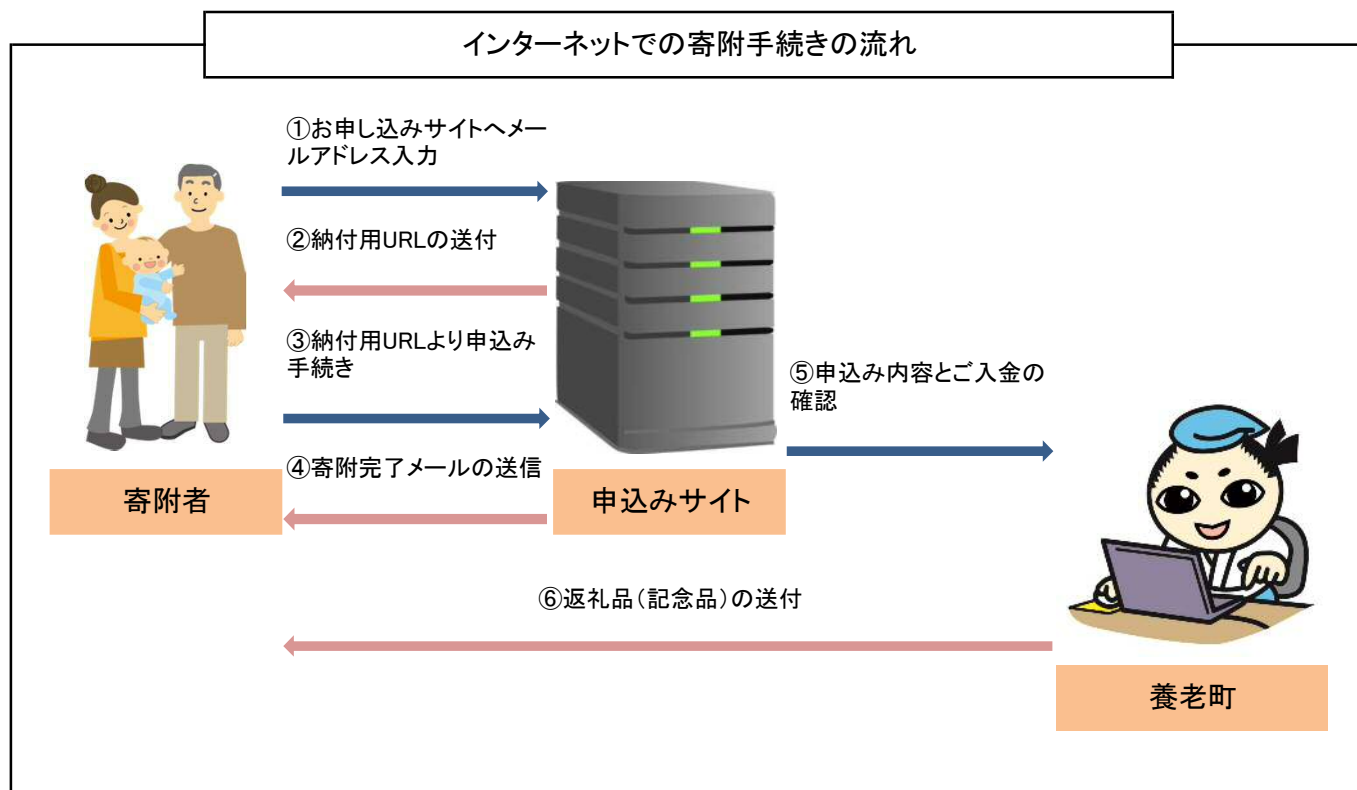 インターネットでの寄附手続きの流れ
①お申し込みサイトへメー
ルアドレス入力
②納付用URLの送付
③納付用URLより申込み
手続き
④寄附完了メールの送信
⑤申込み内容とご入金の
確認
寄附者
申込みサイト
⑥返礼品（記念品）の送付
養老町